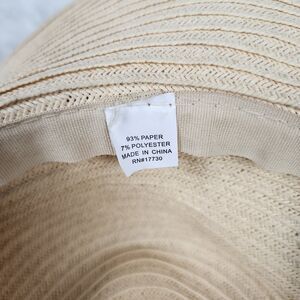 93% PAPER
7% POLYESTER
MADE IN CHINA
RN#17730